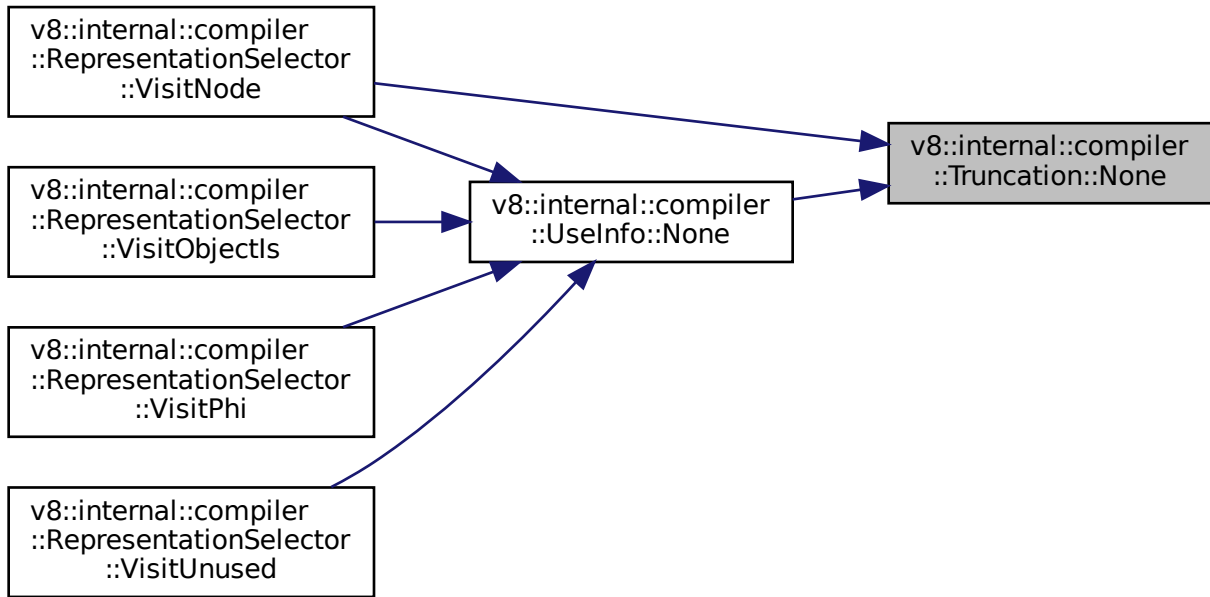 v8::internal::compiler
::RepresentationSelector
::VisitNode
v8::internal::compiler
::RepresentationSelector
::VisitObjectIs
v8::internal::compiler
::RepresentationSelector
::VisitPhi
v8::internal::compiler
::RepresentationSelector
::VisitUnused
v8::internal::compiler
::UseInfo::None
v8::internal::compiler
::Truncation::None